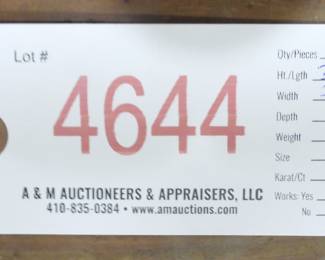 Lot #
4644
A & M AUCTIONEERS & APPRAISERS, LLC
410-835-0384 • www.amauctions.com
Qty/Pieces
Ht./Lgth
Width
Depth
Weight
Size
Karat/Ct
Works: Yes
No